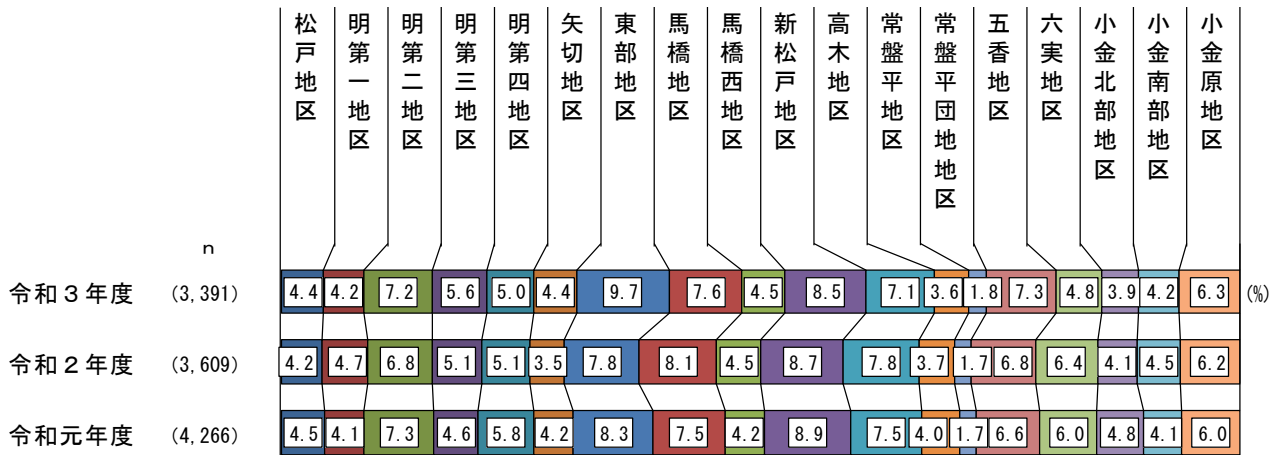 松戸地区
明第一地区
明第二地区
明第三地区
明第四地区
矢切地区
東部地区
馬橋地区
馬橋西地区
新松戸地区
高木地区
常盤平地区
常盤平団地地区
五香地区
六実地区
小金北部地区
小金南部地区
小金原地区
n
令和3年度 (3,391) 4.4 4.2 7.2 5.6 5.0 4.4 9.7 7.6 4.5 8.5 7.1 3.6 1.8 7.3 4.8 3.9 4.2 6.3 (%)
令和2年度 (3,609) 4.2 4.7 6.8 5.1 5.1 3.5 7.8 8.1 4.5 8.7 7.8 3.7 1.7 6.8 6.4 4.1 4.5 6.2
令和元年度 (4,266) 4.5 4.1 7.3 4.6 5.8 4.2 8.3 7.5 4.2 8.9 7.5 4.0 1.7 6.6 6.0 4.8 4.1 6.0